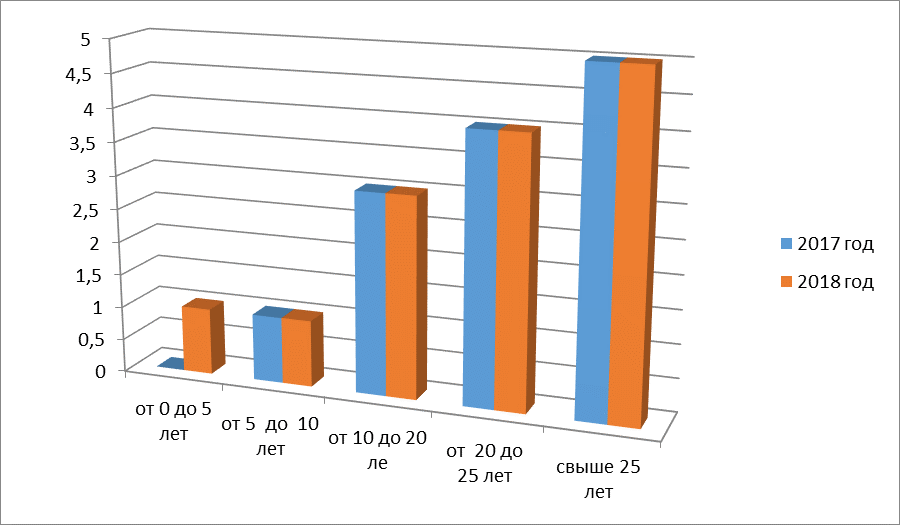 5
4,5
4
3,5
3
2,5
2
1,5
1
0,5
0
от 0 до 5
лет
от 5 до 10
лет
от 10 до 20
ле
от 20 до
25 лет
свыше 25
лет
2017 год
2018 год